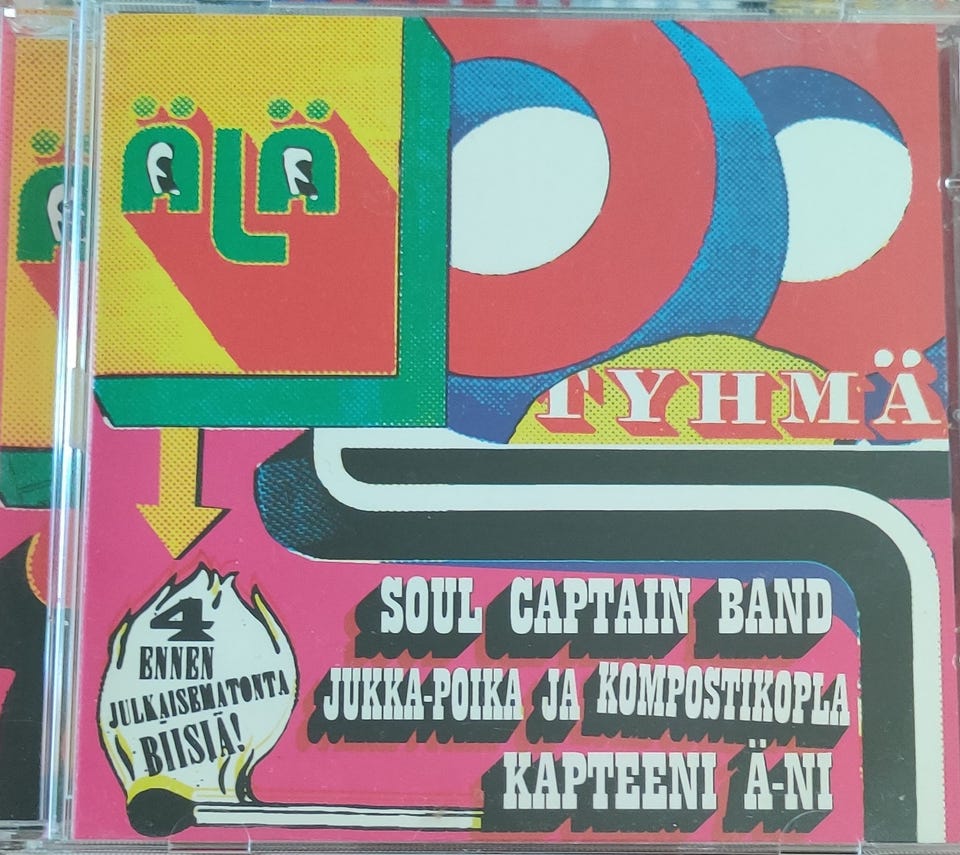 ÄLÄ
TYHMÄ
SOUL CAPTAIN BAND
JUKKA-POIKA JA KOMPOSTIKOPLA
KAPTEENI Ä-NI
4
ENNEN
JULKAISEMATONTA
BIISIÄ!